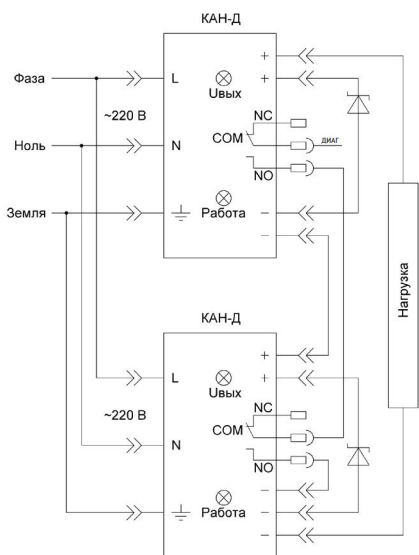 КАН-Д
Фаза
L
+
+
Uвых
~220 В
NC
Ноль
N
COM
ДИАГ
NO
Земля
Работа
−
−
Нагрузка
КАН-Д
+
L
+
Uвых
NC
~220 В
N
COM
NO
−
Работа
−
−